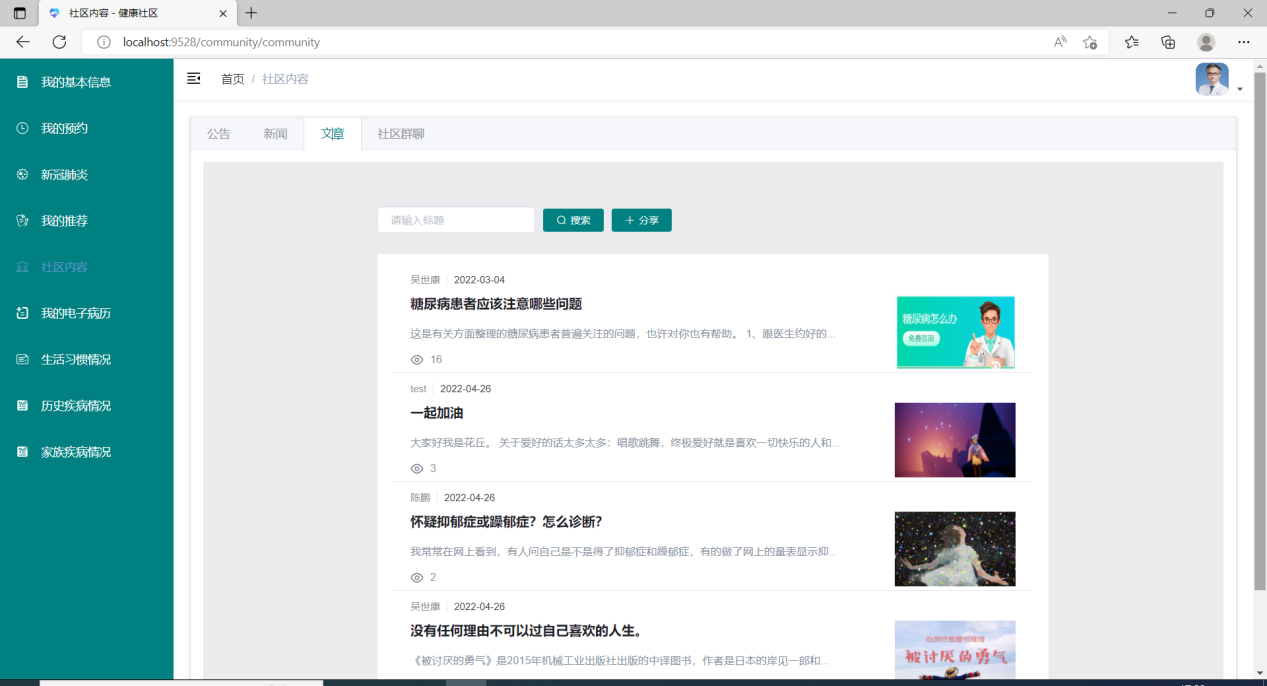 社区内容 - 健康社区
localhost:9528/community/community
我的基本信息
我的预约
新冠肺炎
我的推荐
社区内容
我的电子病历
生活习惯情况
历史疾病情况
家族疾病情况
首页 / 社区内容
公告 新闻 文章 社区群聊
请输入标题 搜索 分享
吴世康 2022-03-04
糖尿病患者应该注意哪些问题
这是有关方面整理的糖尿病患者普遍关注的问题，也许对你也有帮助。 1、跟医生约好的...
16
糖尿病怎么办
免费咨询
test 2022-04-26
一起加油
大家好我是花丘。 关于爱好的话太多太多：唱歌跳舞，终极爱好就是喜欢一切快乐的人和...
3
陈鹏 2022-04-26
怀疑抑郁症或躁郁症？怎么诊断？
我常常在网上看到，有人问自己是不是得了抑郁症和躁郁症，有的做了网上的量表显示抑...
2
吴世康 2022-04-26
没有任何理由不可以过自己喜欢的人生。
《被讨厌的勇气》是2015年机械工业出版社出版的中译图书，作者是日本的岸见一郎和...
被讨厌的勇气